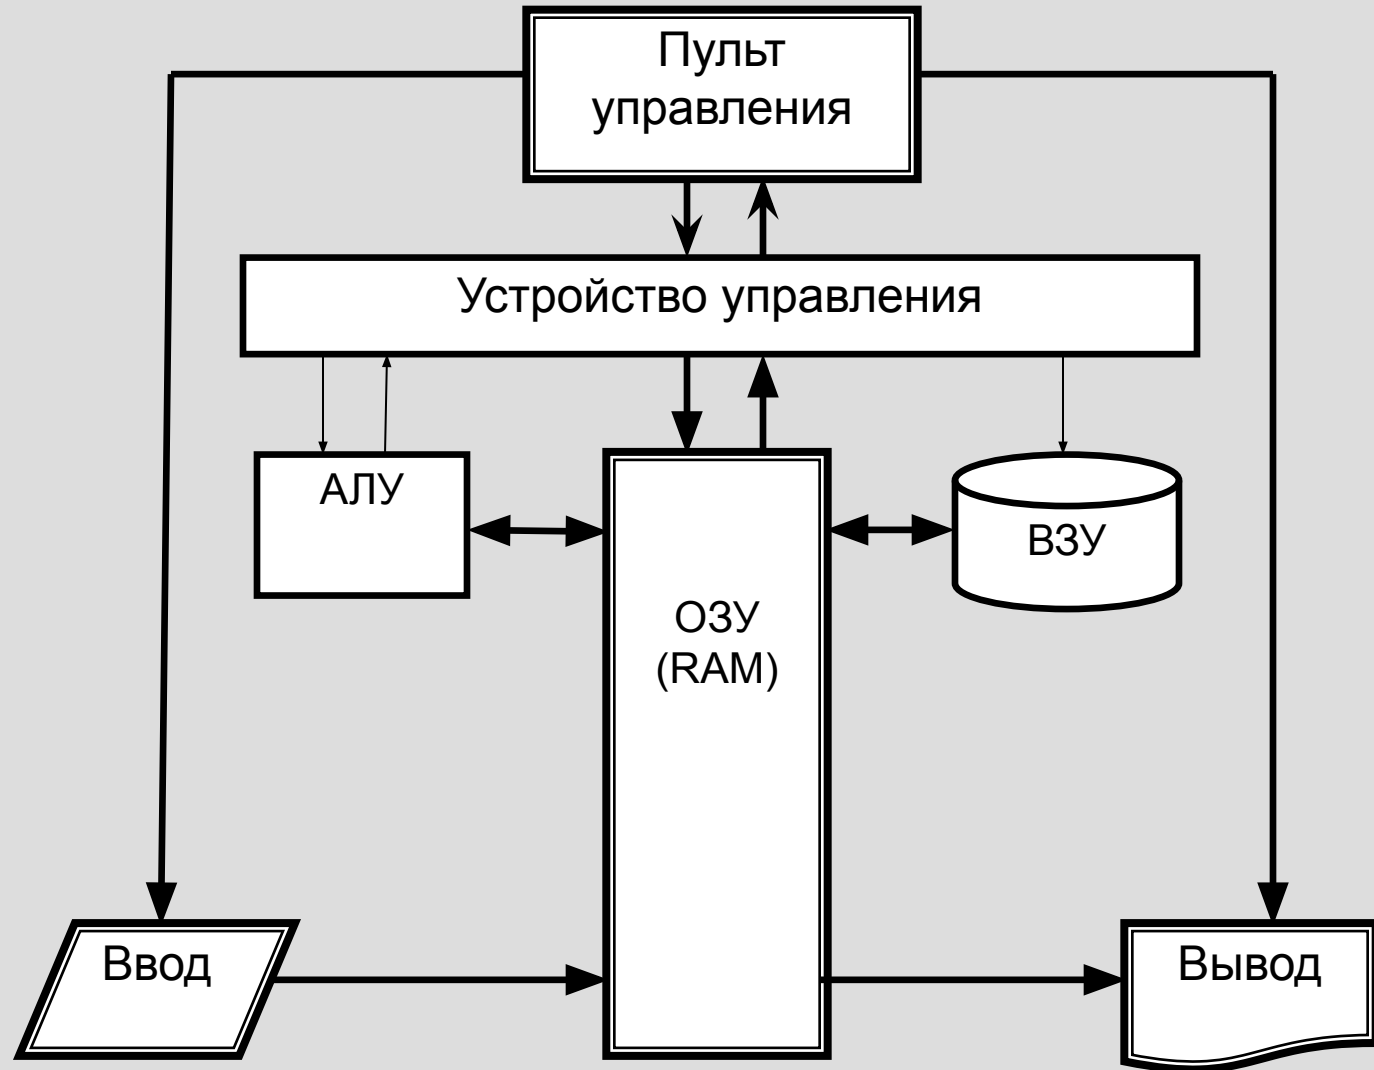 Пульт
управления
Устройство управления
АЛУ
ВЗУ
ОЗУ
(RAM)
Ввод
Вывод